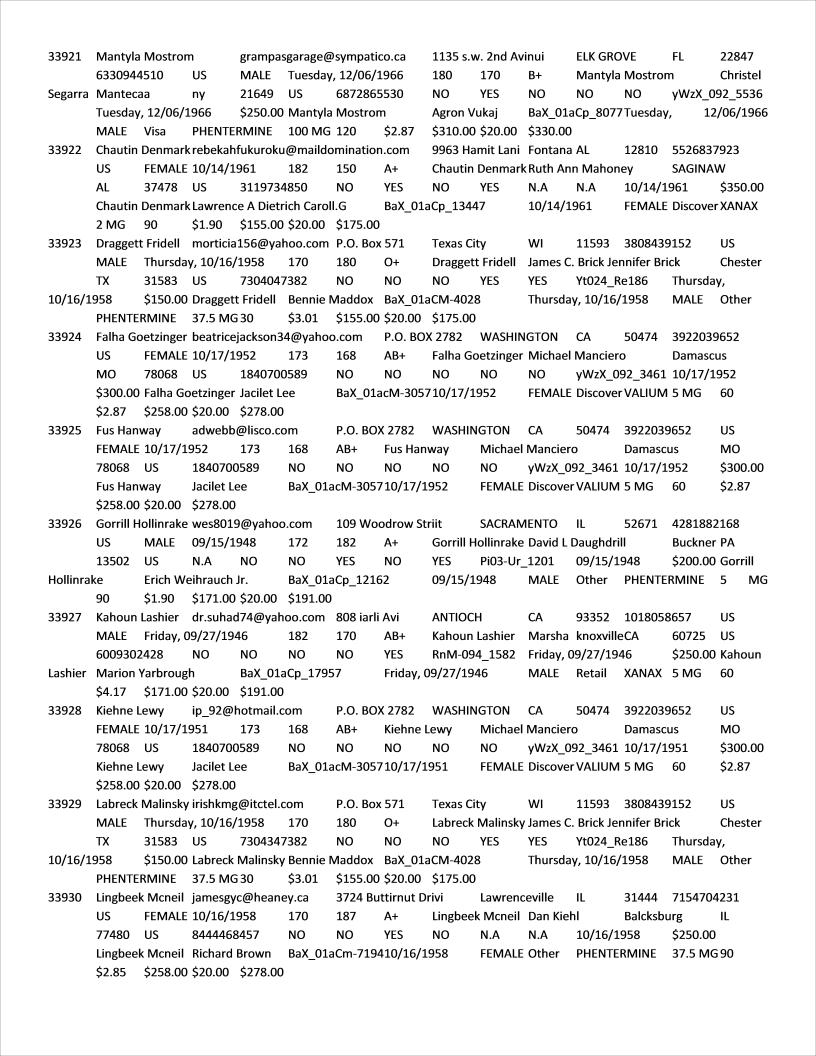 33921 Mantyla Mostrom grampasgarage@sympatico.ca 1135 s.w. 2nd Avinui ELK GROVE FL 22847
6330944510 US MALE Tuesday, 12/06/1966 180 170 B+ Mantyla Mostrom Christel
Segarra Mantecaa ny 21649 US 6872865530 NO YES NO NO NO yWzX_092_5536
Tuesday, 12/06/1966 $250.00 Mantyla Mostrom Agron Vukaj BaX_01aCp_8077 Tuesday, 12/06/1966
MALE Visa PHENTERMINE 100 MG 120 $2.87 $310.00 $20.00 $330.00
33922 Chautin Denmark rebekahfukuroku@maildomination.com 9963 Hamit Lani Fontana AL 12810 5526837923
US FEMALE 10/14/1961 182 150 A+ Chautin Denmark Ruth Ann Mahoney SAGINAW
AL 37478 US 3119734850 NO YES NO YES N.A N.A 10/14/1961 $350.00
Chautin Denmark Lawrence A Dietrich Caroll.G BaX_01aCp_13447 10/14/1961 FEMALE Discover XANAX
2 MG 90 $1.90 $155.00 $20.00 $175.00
33923 Draggett Fridell morticia156@yahoo.com P.O. Box 571 Texas City WI 11593 3808439152 US
MALE Thursday, 10/16/1958 170 180 O+ Draggett Fridell James C. Brick Jennifer Brick Chester
TX 31583 US 7304047382 NO NO NO YES YES Yt024_Re186 Thursday,
10/16/1958 $150.00 Draggett Fridell Bennie Maddox BaX_01aCM-4028 Thursday, 10/16/1958 MALE Other
PHENTERMINE 37.5 MG 30 $3.01 $155.00 $20.00 $175.00
33924 Falha Goetzinger beatricejackson34@yahoo.com P.O. BOX 2782 WASHINGTON CA 50474 3922039652
US FEMALE 10/17/1952 173 168 AB+ Falha Goetzinger Michael Manciero Damascus
MO 78068 US 1840700589 NO NO NO NO NO yWzX_092_3461 10/17/1952
$300.00 Falha Goetzinger Jacilet Lee BaX_01acM-3057 10/17/1952 FEMALE Discover VALIUM 5 MG 60
$2.87 $258.00 $20.00 $278.00
33925 Fus Hanway adwebb@lisco.com P.O. BOX 2782 WASHINGTON CA 50474 3922039652 US
FEMALE 10/17/1952 173 168 AB+ Fus Hanway Michael Manciero Damascus MO
78068 US 1840700589 NO NO NO NO NO yWzX_092_3461 10/17/1952 $300.00
Fus Hanway Jacilet Lee BaX_01acM-3057 10/17/1952 FEMALE Discover VALIUM 5 MG 60 $2.87
$258.00 $20.00 $278.00
33926 Gorrill Hollinrake wes8019@yahoo.com 109 Woodrow Striit SACRAMENTO IL 52671 4281882168
US MALE 09/15/1948 172 182 A+ Gorrill Hollinrake David L Daughdrill Buckner PA
13502 US N.A NO NO YES NO YES Pi03-Ur_1201 09/15/1948 $200.00 Gorrill
Hollinrake Erich Weihrauch Jr. BaX_01aCp_12162 09/15/1948 MALE Other PHENTERMINE 5 MG
90 $1.90 $171.00 $20.00 $191.00
33927 Kahoun Lashier dr.suhad74@yahoo.com 808 iarli Avi ANTIOCH CA 93352 1018058657 US
MALE Friday, 09/27/1946 182 170 AB+ Kahoun Lashier Marsha knoxville CA 60725 US
6009302428 NO NO NO NO YES RnM-094_1582 Friday, 09/27/1946 $250.00 Kahoun
Lashier Marion Yarbrough BaX_01aCp_17957 Friday, 09/27/1946 MALE Retail XANAX 5 MG 60
$4.17 $171.00 $20.00 $191.00
33928 Kiehne Lewy ip_92@hotmail.com P.O. BOX 2782 WASHINGTON CA 50474 3922039652 US
FEMALE 10/17/1951 173 168 AB+ Kiehne Lewy Michael Manciero Damascus MO
78068 US 1840700589 NO NO NO NO NO yWzX_092_3461 10/17/1951 $300.00
Kiehne Lewy Jacilet Lee BaX_01acM-3057 10/17/1951 FEMALE Discover VALIUM 5 MG 60 $2.87
$258.00 $20.00 $278.00
33929 Labreck Malinsky irishkmg@itctel.com P.O. Box 571 Texas City WI 11593 3808439152 US
MALE Thursday, 10/16/1958 170 180 O+ Labreck Malinsky James C. Brick Jennifer Brick Chester
TX 31583 US 7304347382 NO NO NO YES YES Yt024_Re186 Thursday,
10/16/1958 $150.00 Labreck Malinsky Bennie Maddox BaX_01aCM-4028 Thursday, 10/16/1958 MALE Other
PHENTERMINE 37.5 MG 30 $3.01 $155.00 $20.00 $175.00
33930 Lingbeek Mcneil jamesgyc@heaney.ca 3724 Buttirnut Drivi Lawrenceville IL 31444 7154704231
US FEMALE 10/16/1958 170 187 A+ Lingbeek Mcneil Dan Kiehl Balcksburg IL
77480 US 8444468457 NO NO YES NO N.A N.A 10/16/1958 $250.00
Lingbeek Mcneil Richard Brown BaX_01aCm-7194 10/16/1958 FEMALE Other PHENTERMINE 37.5 MG 90
$2.85 $258.00 $20.00 $278.00